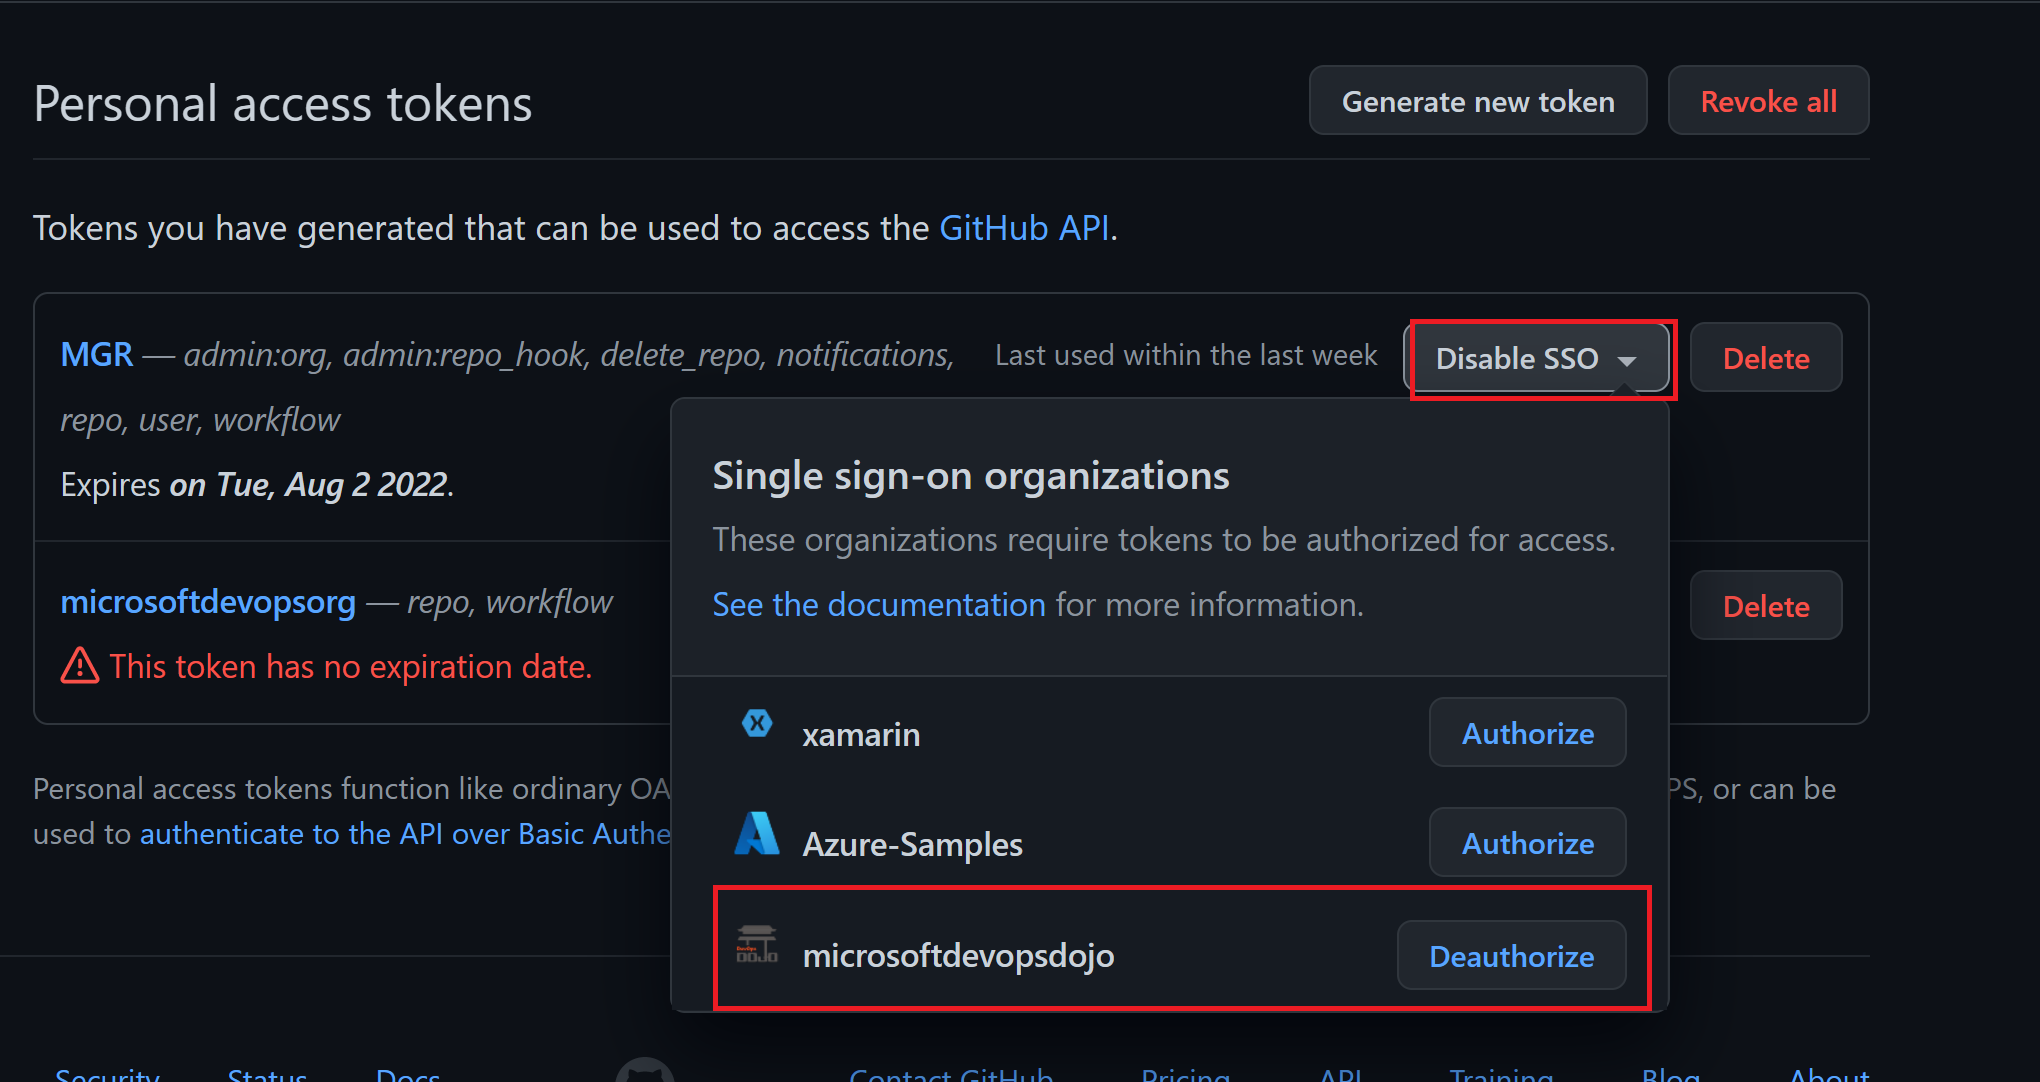 Personal access tokens
Generate new token
Revoke all
Tokens you have generated that can be used to access the GitHub API.
MGR — admin:org, admin:repo_hook, delete_repo, notifications,
repo, user, workflow
Last used within the last week
Disable SSO
Delete
Expires on Tue, Aug 2 2022.
Single sign-on organizations
These organizations require tokens to be authorized for access.
See the documentation for more information.
microsoftdevopsorg — repo, workflow
Delete
This token has no expiration date.
xamarin
Authorize
Azure-Samples
Authorize
DOJO
microsoftdevopsdojo
Deauthorize
Personal access tokens function like ordinary OA
PS, or can be
used to authenticate to the API over Basic Authe
Security
Status
Docs
Contact GitHub
Pricing
API
Training
Blog
About